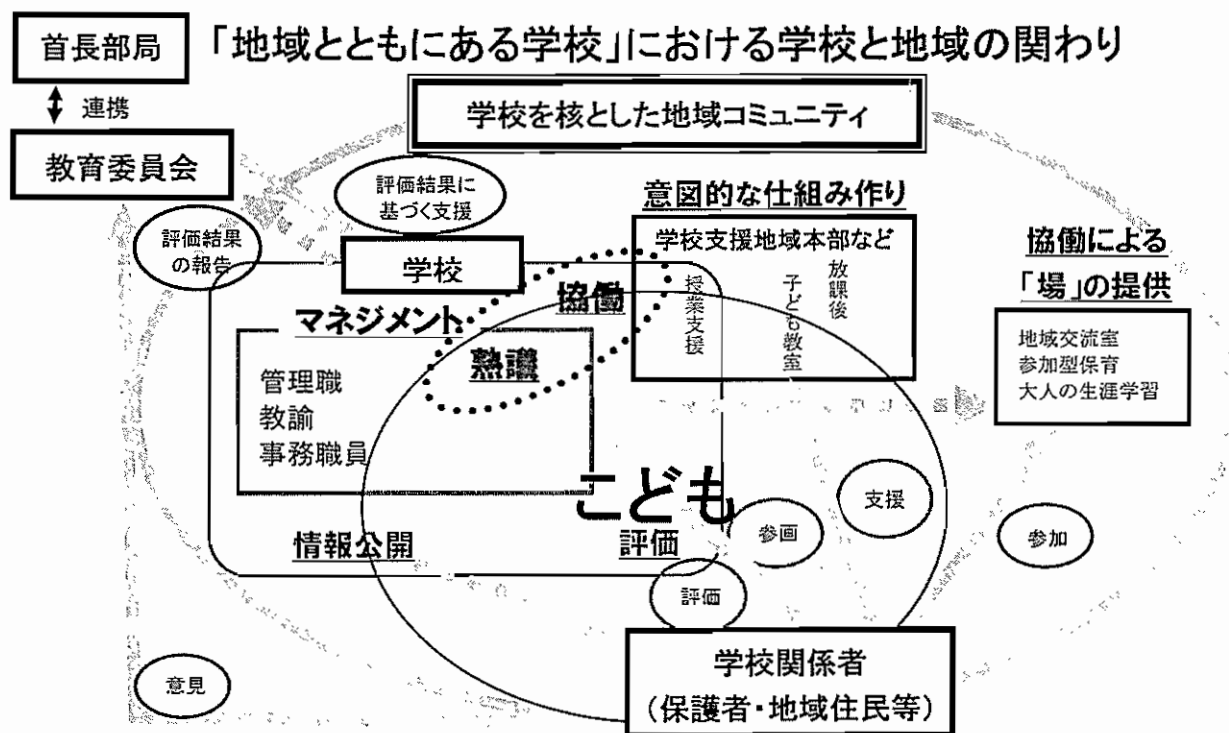 首長部局
「地域とともにある学校」における学校と地域の関わり
連携
学校を核とした地域コミュニティ
教育委員会
評価結果に
基づく支援
意図的な仕組み作り
評価結果
の報告
学校
学校支援地域本部など
授業支援
放課後
子ども教室
協働による
「場」の提供
地域交流室
参加型保育
大人の生涯学習
協働
マネジメント
熟議
管理職
教諭
事務職員
こども
情報公開
評価
参画
支援
参加
評価
意見
学校関係者
(保護者・地域住民等)